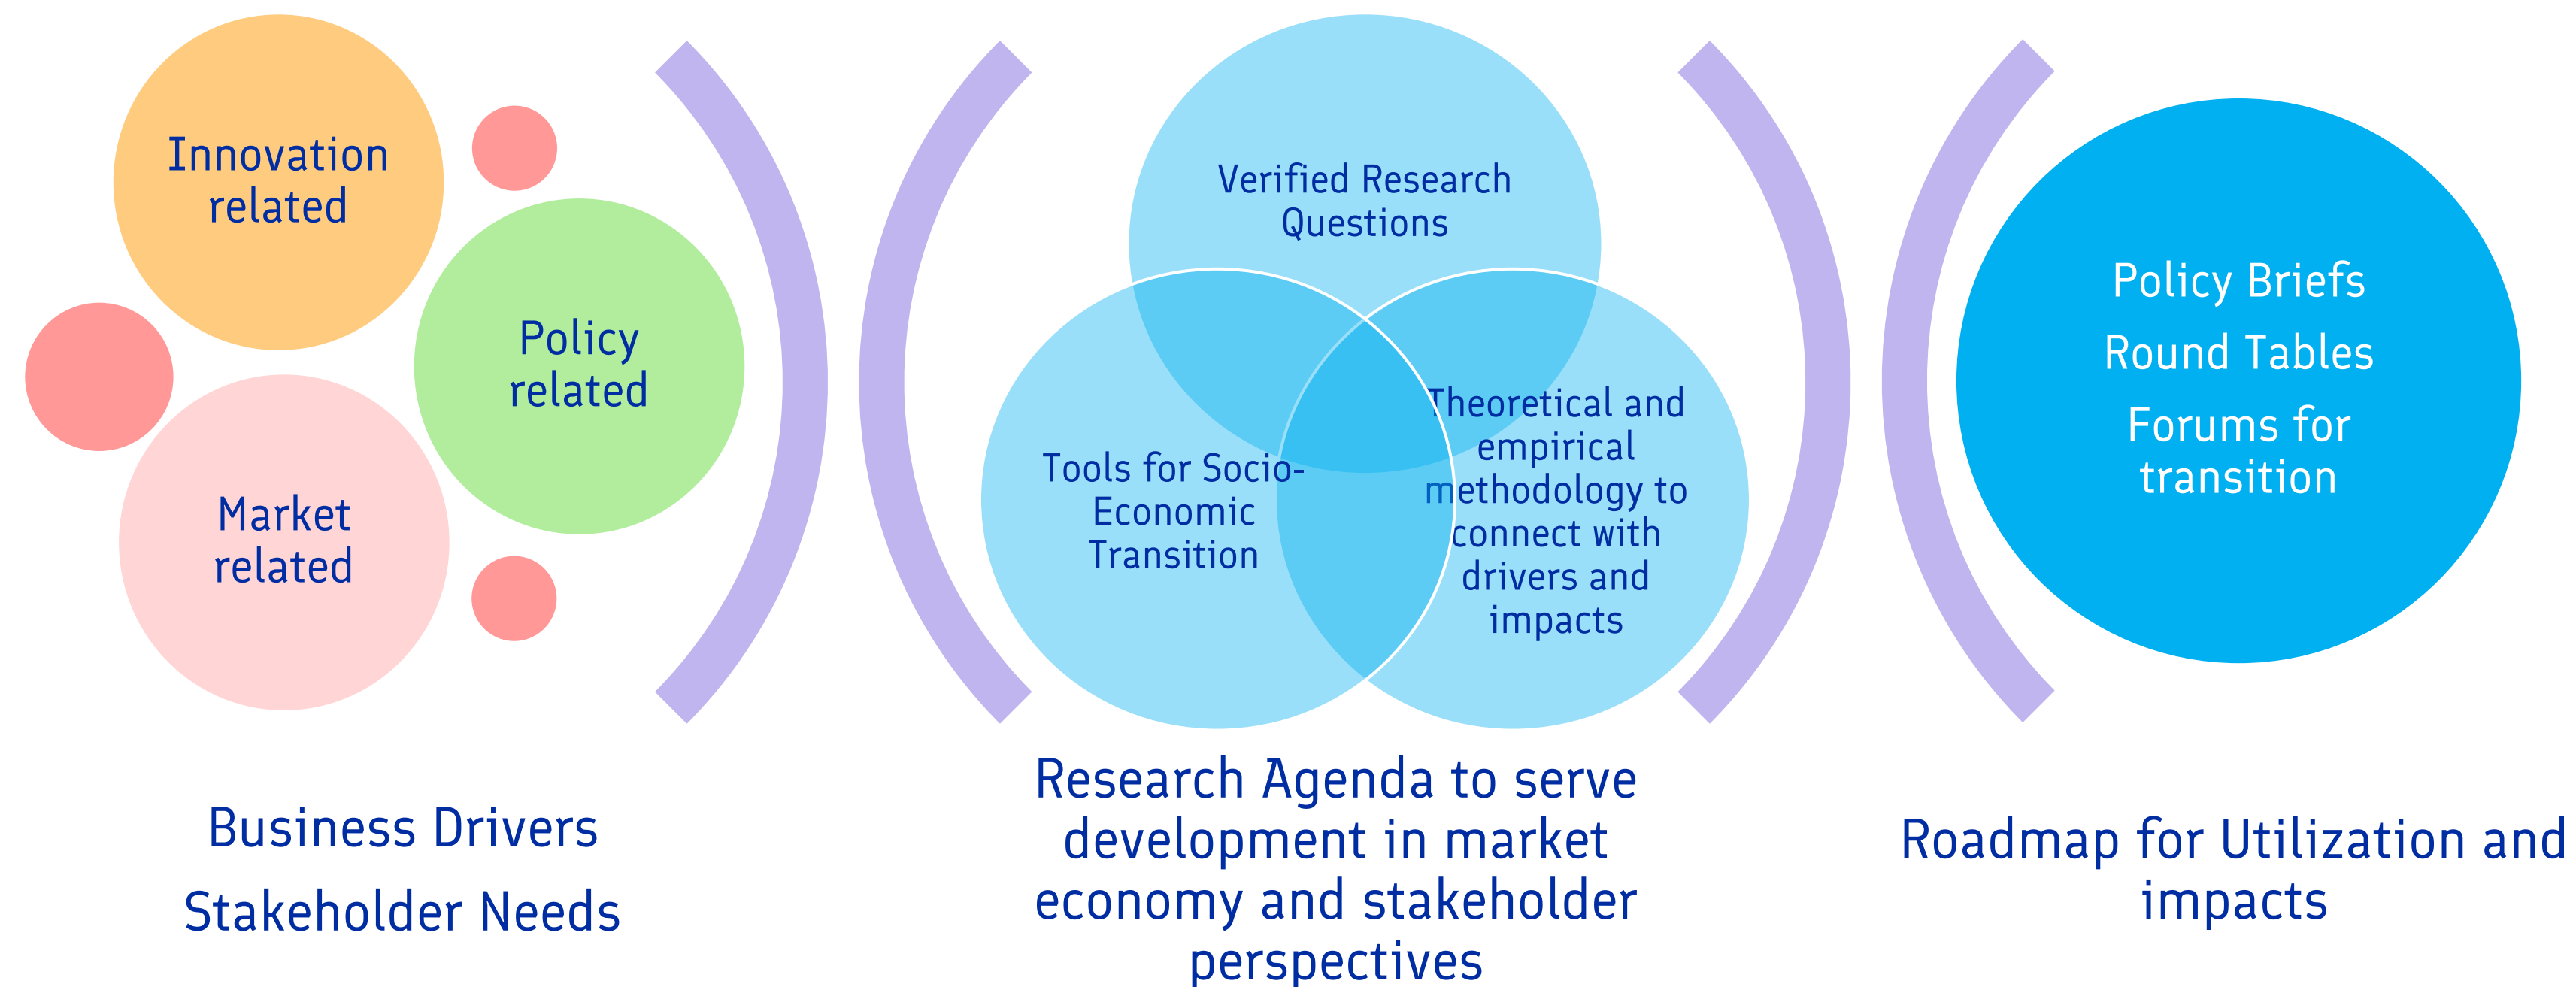 Innovation
related
Policy
related
Market
related
Business Drivers
Stakeholder Needs
Verified Research
Questions
Tools for Socio-
Economic
Transition
Theoretical and
empirical
methodology to
connect with
drivers and
impacts
Research Agenda to serve
development in market
economy and stakeholder
perspectives
Policy Briefs
Round Tables
Forums for
transition
Roadmap for Utilization and
impacts